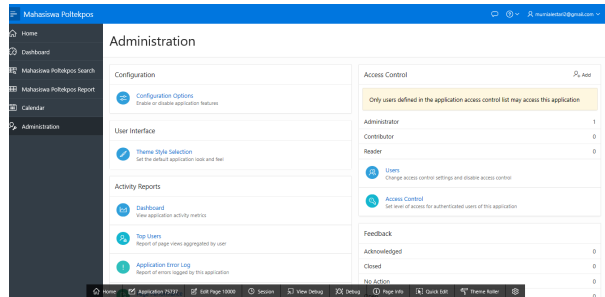 Mahasiswa Poltekpos
murnialestari2@gmail.com
Home
Dashboard
Mahasiswa Poltekpos Search
Mahasiswa Poltekpos Report
Calendar
Administration
Administration
Configuration
Configuration Options
Enable or disable application features
User Interface
Theme Style Selection
Set the default application look and feel
Activity Reports
Dashboard
View application activity metrics
Top Users
Report of page views aggregated by user
Application Error Log
Report of errors logged by this application
Access Control
Add
Only users defined in the application access control list may access this application
Administrator 1
Contributor 0
Reader 0
Users
Change access control settings and disable access control
Access Control
Set level of access for authenticated users of this application
Feedback
Acknowledged 0
Closed 0
No Action 0
Home Application 75737 Edit Page 10000 Session View Debug Debug Page Info Quick Edit Theme Roller